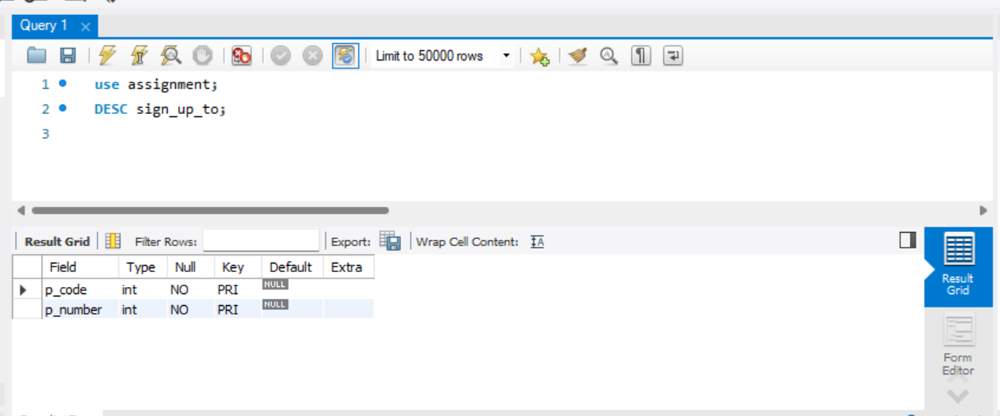 Query 1
Limit to 50000 rows
1 use assignment;
2 DESC sign_up_to;
3
Result Grid Filter Rows: Export: Wrap Cell Content: IA
Field Type Null Key Default Extra
p_code int NO PRI NULL
p_number int NO PRI NULL
Result
Grid
Form
Editor